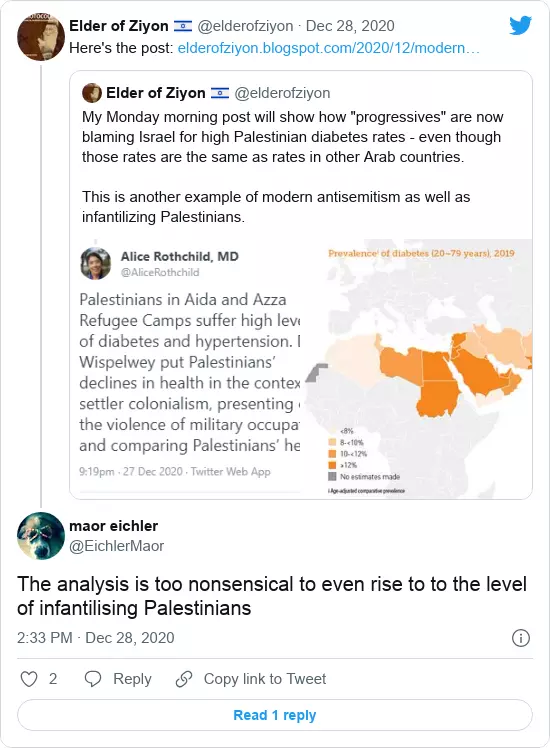 Elder of Ziyon @elderofziyon · Dec 28, 2020
Here's the post: elderofziyon.blogspot.com/2020/12/modern…
Elder of Ziyon @elderofziyon
My Monday morning post will show how "progressives" are now
blaming Israel for high Palestinian diabetes rates - even though
those rates are the same as rates in other Arab countries.
This is another example of modern antisemitism as well as
infantilizing Palestinians.
Alice Rothchild, MD
@AliceRothchild
Palestinians in Aida and Azza
Refugee Camps suffer high leve
of diabetes and hypertension.
Wispelwey put Palestinians'
declines in health in the contex
settler colonialism, presenting
the violence of military occupa
and comparing Palestinians' he
9:19pm · 27 Dec 2020 · Twitter Web App
Prevalence¹ of diabetes (20–79 years), 2019
<8%
8-<10%
10-<12%
>12%
No estimates made
1 Age-adjusted comparative prevalence
maor eichler
@EichlerMaor
The analysis is too nonsensical to even rise to to the level
of infantilising Palestinians
2:33 PM · Dec 28, 2020
2 Reply Copy link to Tweet
Read 1 reply